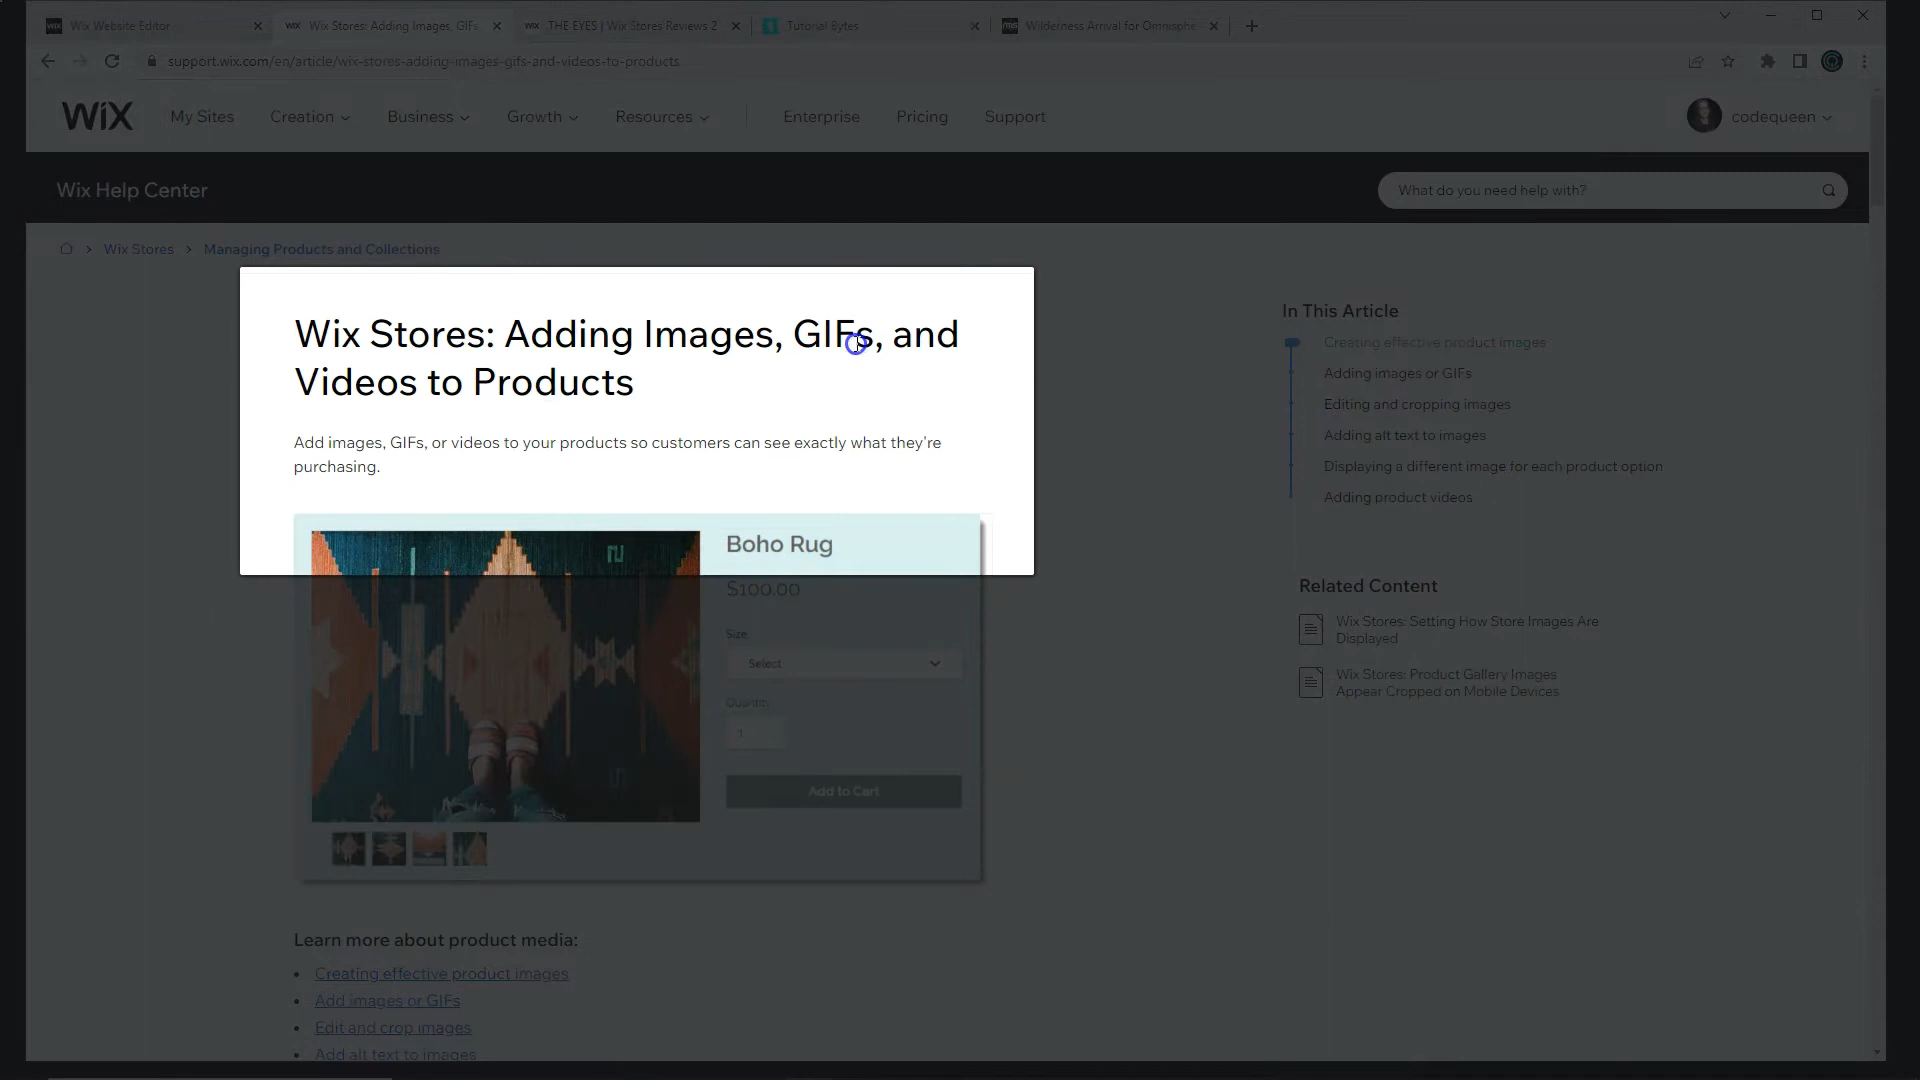 Wix Website Editor
Wix Stores: Adding Images, GIFs
THE EYES | Wix Stores Reviews 2
Tutorial Bytes
Wilderness Arrival for Omnisphe
support.wix.com/en/article/wix-stores-adding-images-gifs-and-videos-to-products
WiX
My Sites
Creation
Business
Growth
Resources
Enterprise
Pricing
Support
codequeen
Wix Help Center
What do you need help with?
Wix Stores
Managing Products and Collections
Wix Stores: Adding Images, GIFs, and
Videos to Products
Add images, GIFs, or videos to your products so customers can see exactly what they're
purchasing.
Boho Rug
$100.00
Size
Select
Quantity
1
Add to Cart
Learn more about product media:
Creating effective product images
Add images or GIFs
Edit and crop images
Add alt text to images
In This Article
Creating effective product images
Adding images or GIFs
Editing and cropping images
Adding alt text to images
Displaying a different image for each product option
Adding product videos
Related Content
Wix Stores: Setting How Store Images Are
Displayed
Wix Stores: Product Gallery Images
Appear Cropped on Mobile Devices